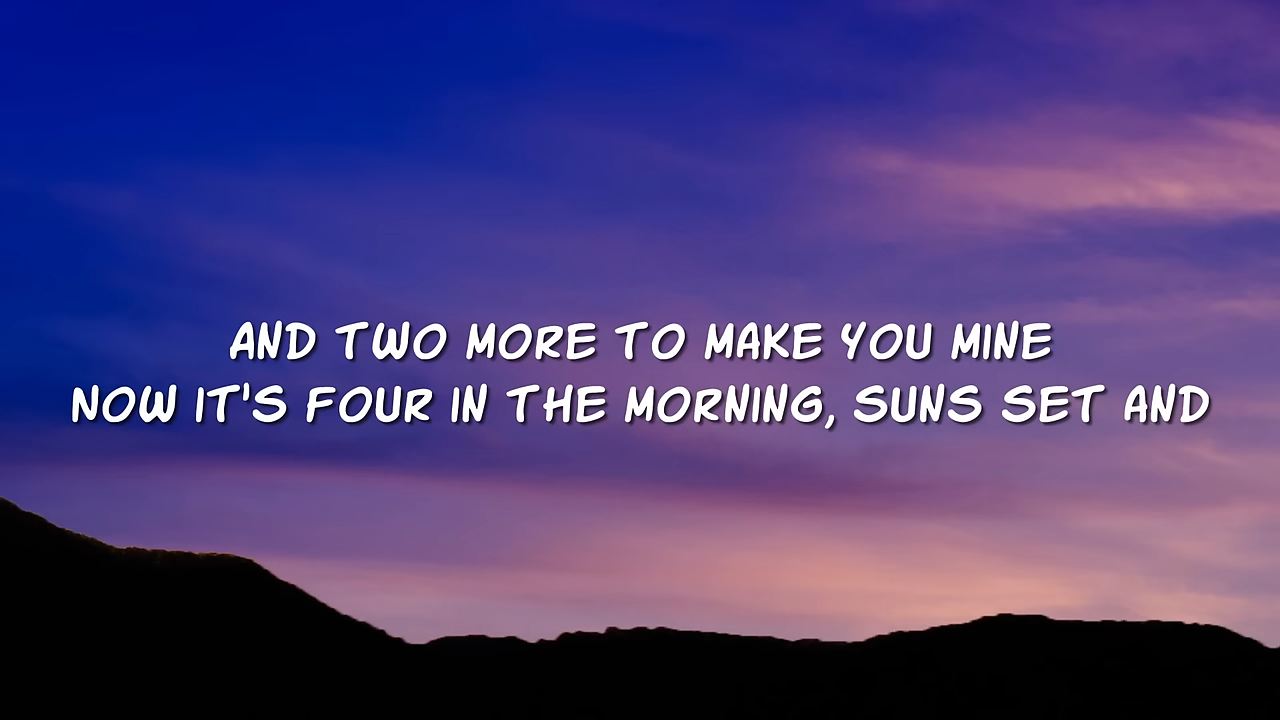 AND TWO MORE TO MAKE YOU MINE
NOW IT'S FOUR IN THE MORNING, SUNS SET AND